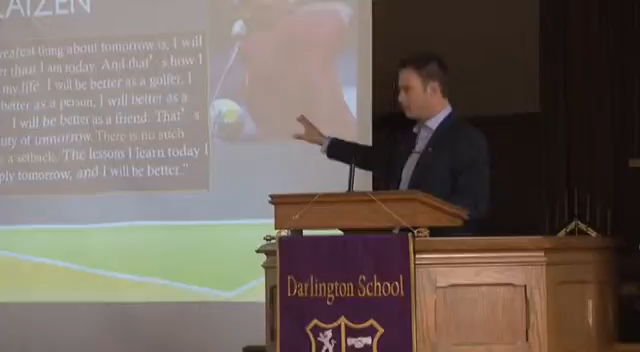 KAIZEN
greatest thing about tomorrow is, I will
than I am today. And that's how I
my life. I will be better as a golfer, I
better as a person, I will better as a
I will be better as a friend. That's
of tomorrow. There is no such
a setback. The lessons I learn today I
tomorrow, and I will be better."
Darlington School